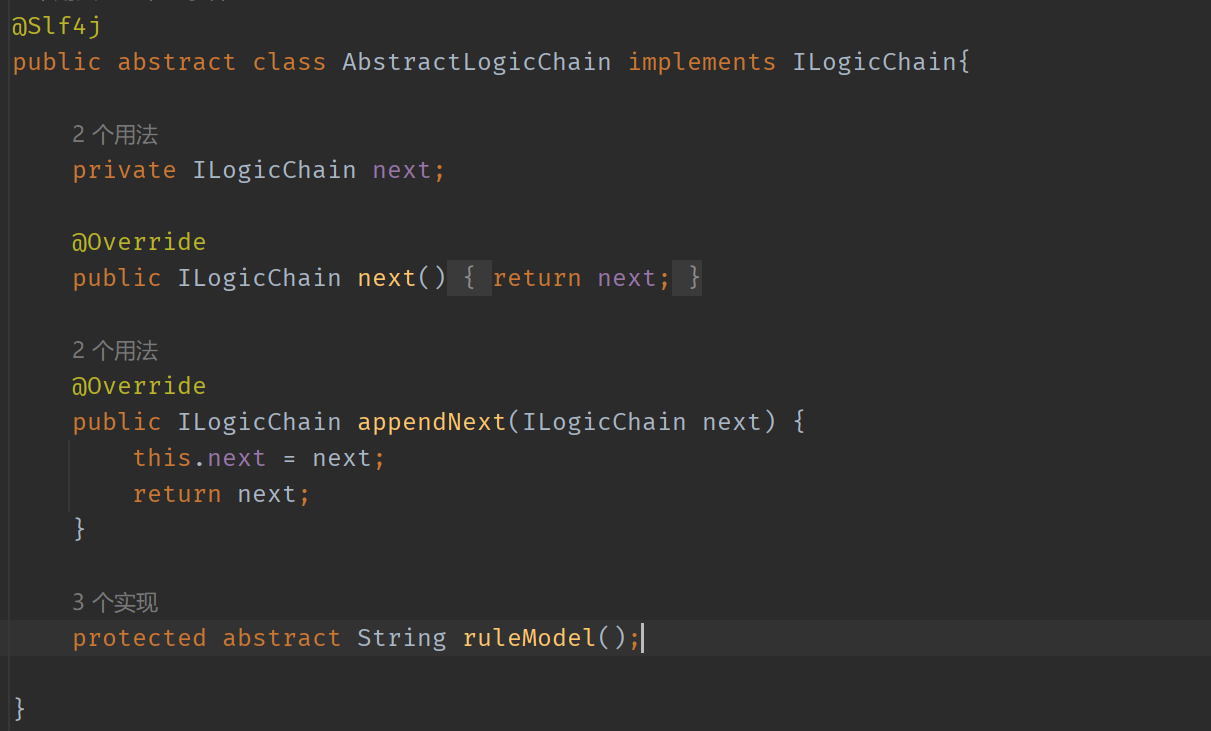 @Slf4j
public abstract class AbstractLogicChain implements ILogicChain{
2 个用法
private ILogicChain next;
@Override
public ILogicChain next() { return next; }
2 个用法
@Override
public ILogicChain appendNext(ILogicChain next) {
this.next = next;
return next;
}
3 个实现
protected abstract String ruleModel();
}